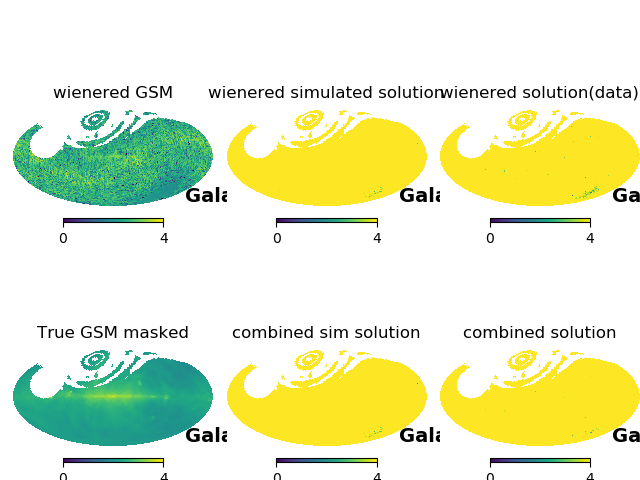 wienered GSM
wienered simulated solution
wienered solution(data)
Gala
Gala
Ga
0 4
0 4
0 4
True GSM masked
combined sim solution
combined solution
Gala
Gala
Ga
0 4
0 4
0 4